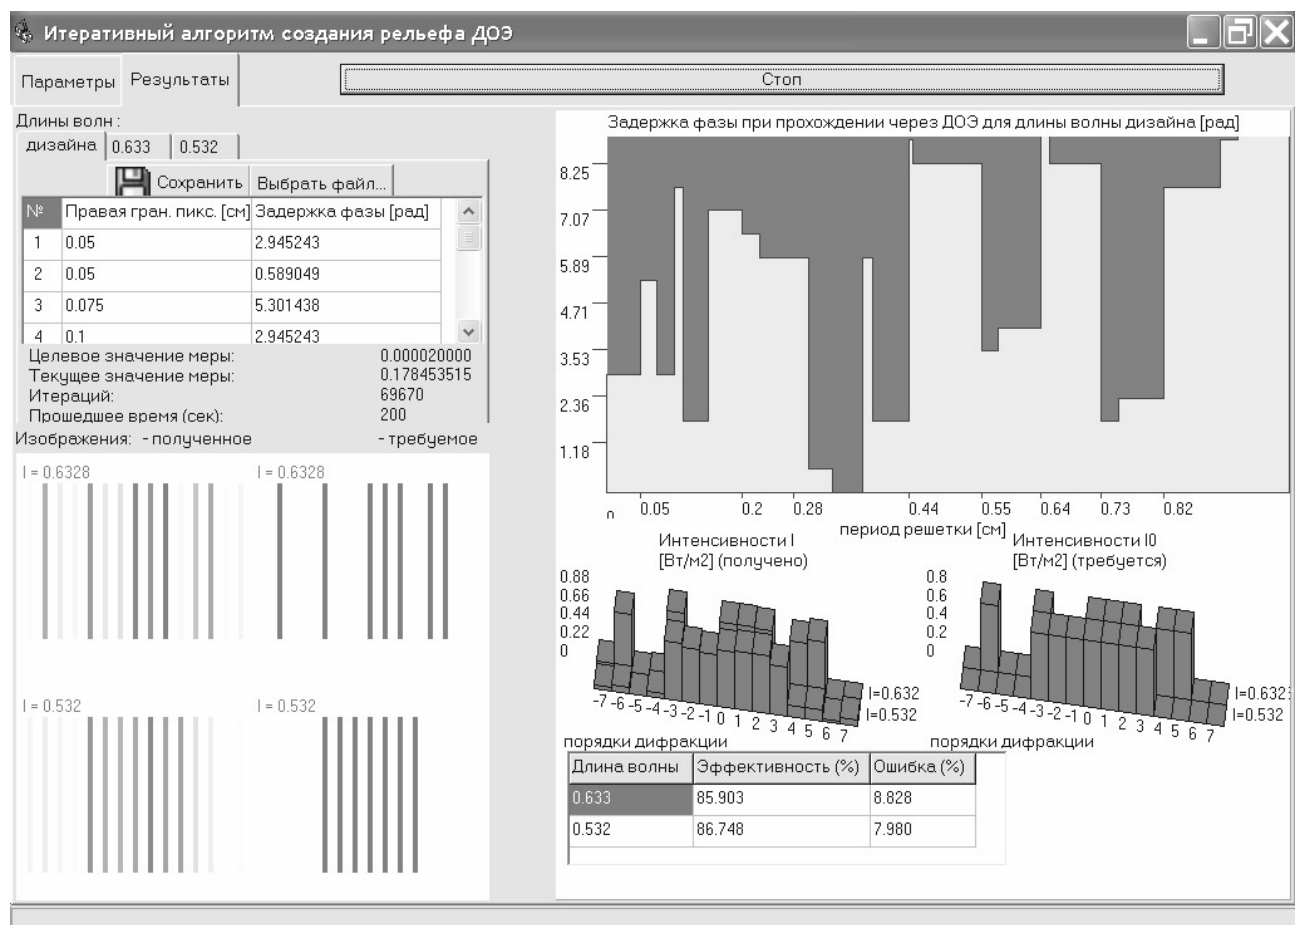 Итеративный алгоритм создания рельефа ДОЭ
Параметры Результаты Стоп
Длины волн :
дизайна 0.633 0.532
Сохранить Выбрать файл...
№ Правая гран. пикс. [см] Задержка фазы [рад]
1 0.05 2.945243
2 0.05 0.589049
3 0.075 5.301438
4 0.1 2.945243
Целевое значение меры: 0.000020000
Текущее значение меры: 0.178453515
Итераций: 69670
Прошедшее время (сек): 200
Изображения: - полученное - требуемое
l = 0.6328 l = 0.6328
l = 0.532 l = 0.532
Задержка фазы при прохождении через ДОЭ для длины волны дизайна [рад]
8.25
7.07
5.89
4.71
3.53
2.36
1.18
0 0.05 0.2 0.28 0.44 0.55 0.64 0.73 0.82
период решетки [см]
Интенсивности I
[Вт/м2] (получено)
0.88
0.66
0.44
0.22
0
l=0.632
l=0.532
-7 -6 -5 -4 -3 -2 -1 0 1 2 3 4 5 6 7
порядки дифракции
Интенсивности I0
[Вт/м2] (требуется)
0.8
0.6
0.4
0.2
0
l=0.632
l=0.532
-7 -6 -5 -4 -3 -2 -1 0 1 2 3 4 5 6 7
порядки дифракции
Длина волны Эффективность (%) Ошибка (%)
0.633 85.903 8.828
0.532 86.748 7.980